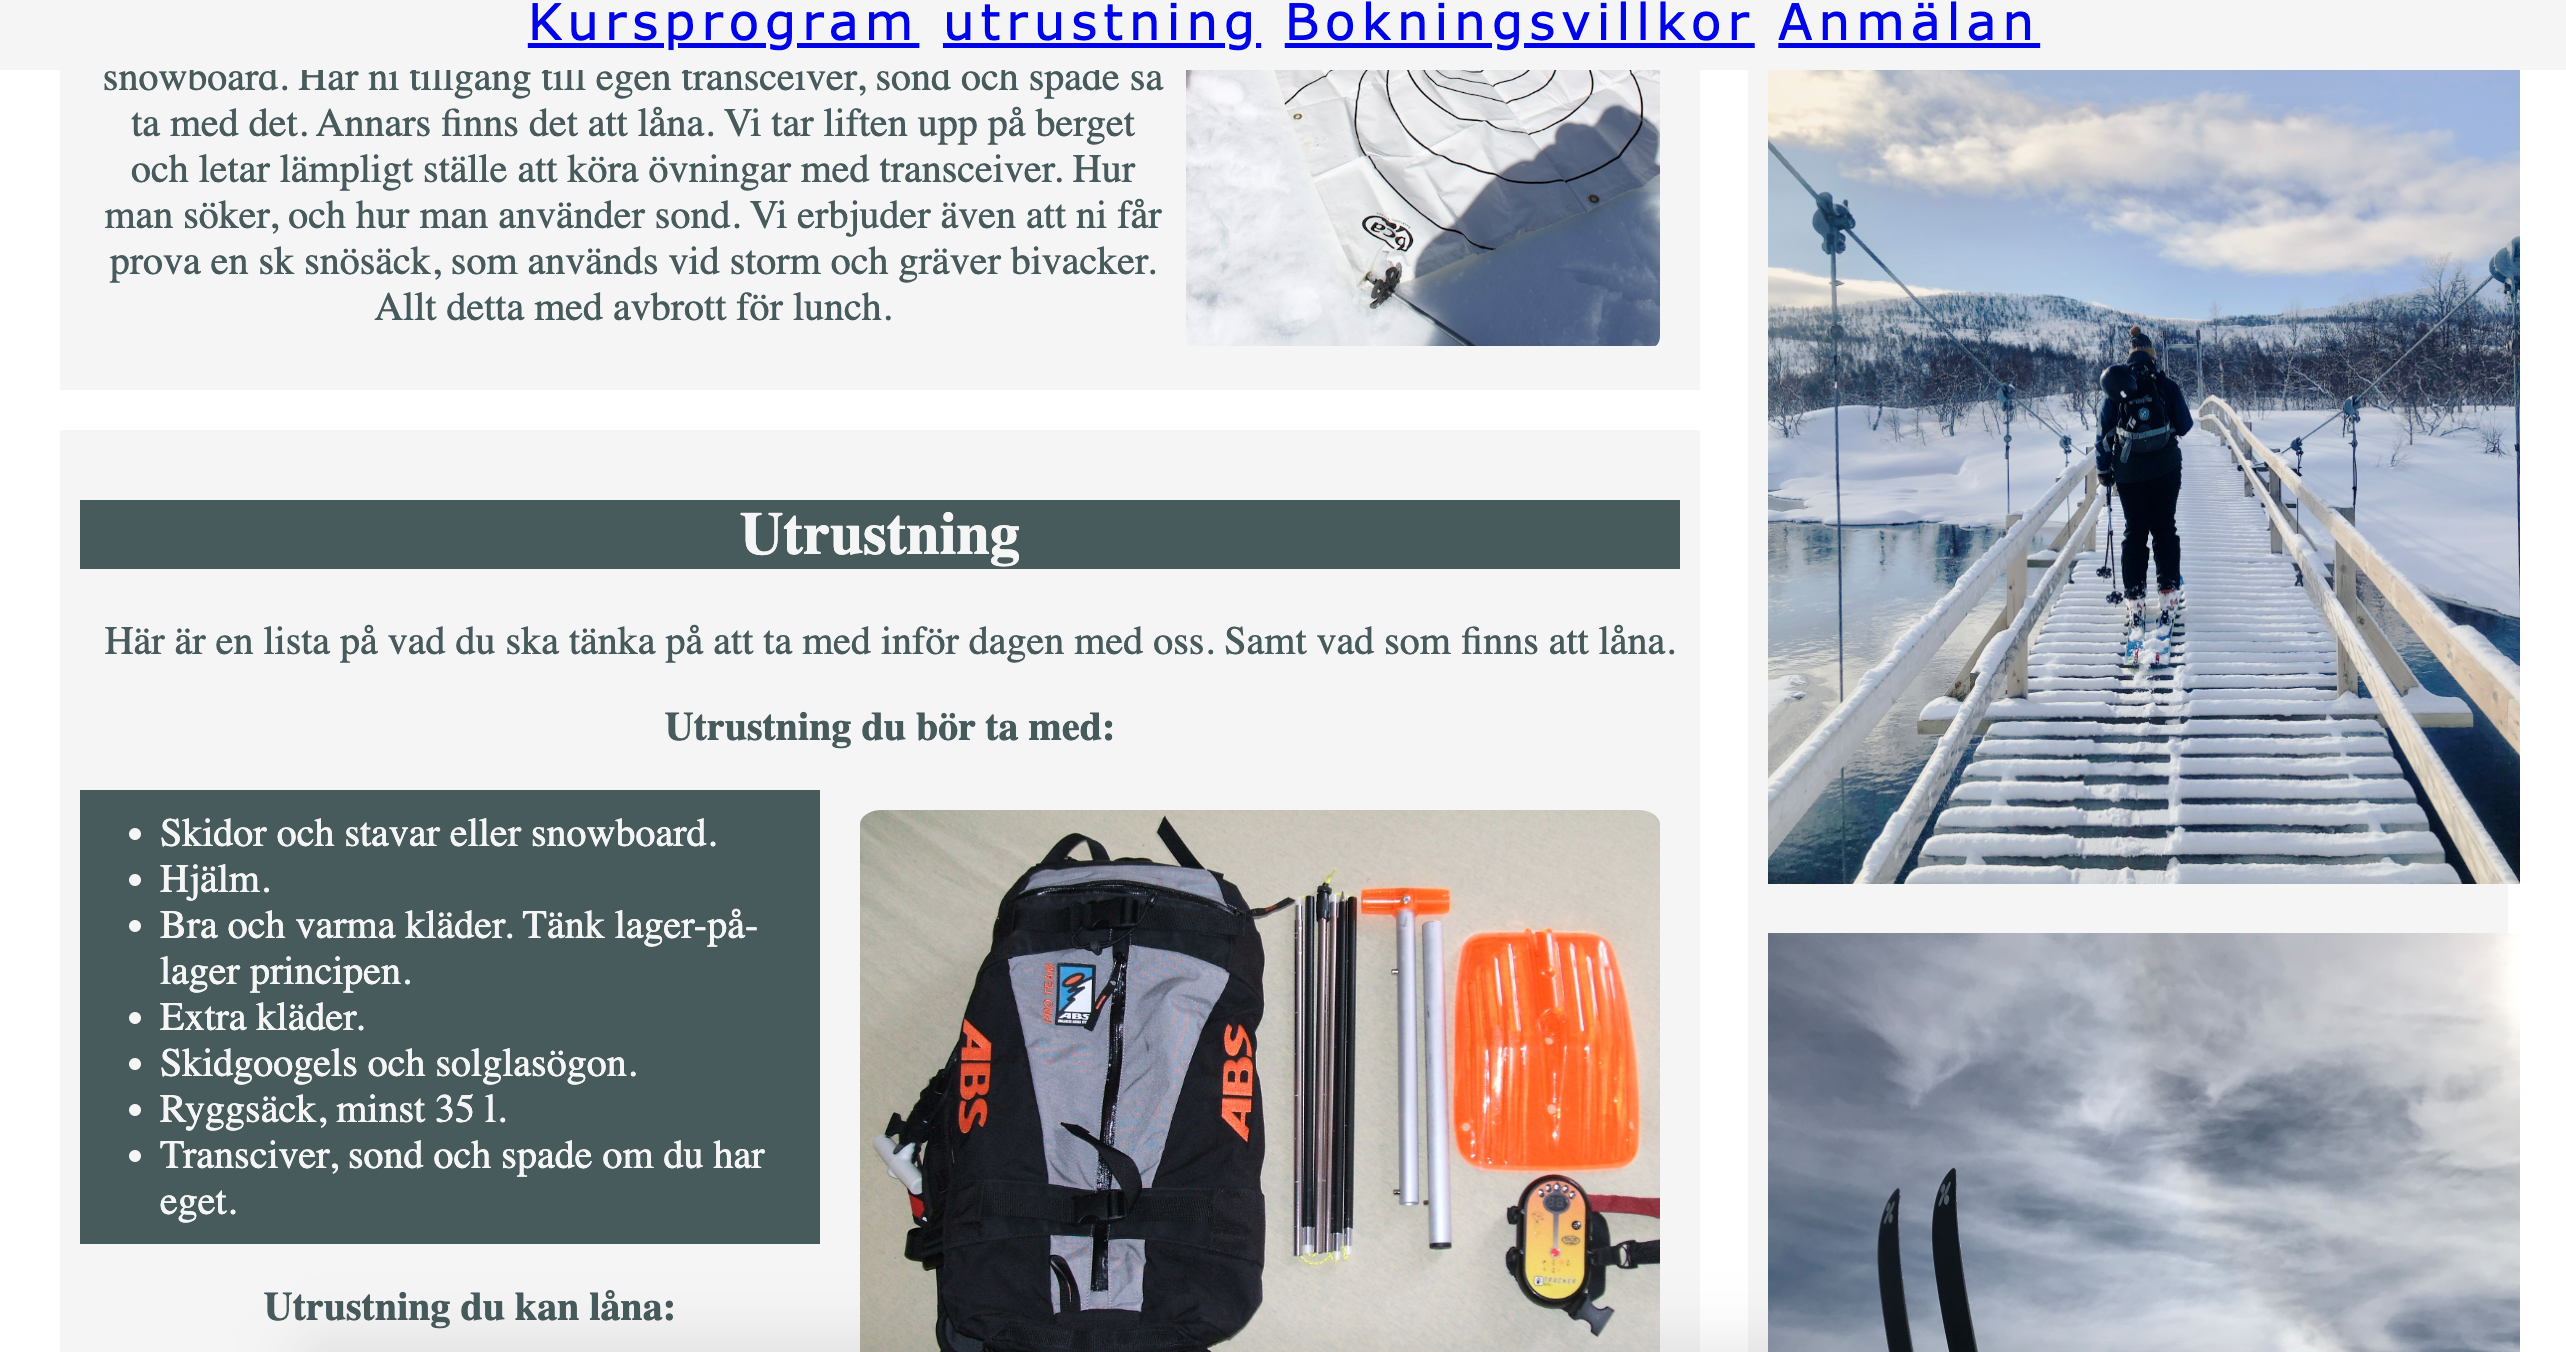 Kursprogram utrustning Bokningsvillkor Anmälan
snowboard. Har ni tillgång till egen transceiver, sond och spade så
ta med det. Annars finns det att låna. Vi tar liften upp på berget
och letar lämpligt ställe att köra övningar med transceiver. Hur
man söker, och hur man använder sond. Vi erbjuder även att ni får
prova en sk snösäck, som används vid storm och gräver bivacker.
Allt detta med avbrott för lunch.
bca
Utrustning
Här är en lista på vad du ska tänka på att ta med inför dagen med oss. Samt vad som finns att låna.
Utrustning du bör ta med:
• Skidor och stavar eller snowboard.
• Hjälm.
• Bra och varma kläder. Tänk lager-på-
lager principen.
• Extra kläder.
• Skidgoogels och solglasögon.
• Ryggsäck, minst 35 l.
• Transciver, sond och spade om du har
eget.
PRO TEAM
ABS
ABS
ABS
TRACKER
Utrustning du kan låna: